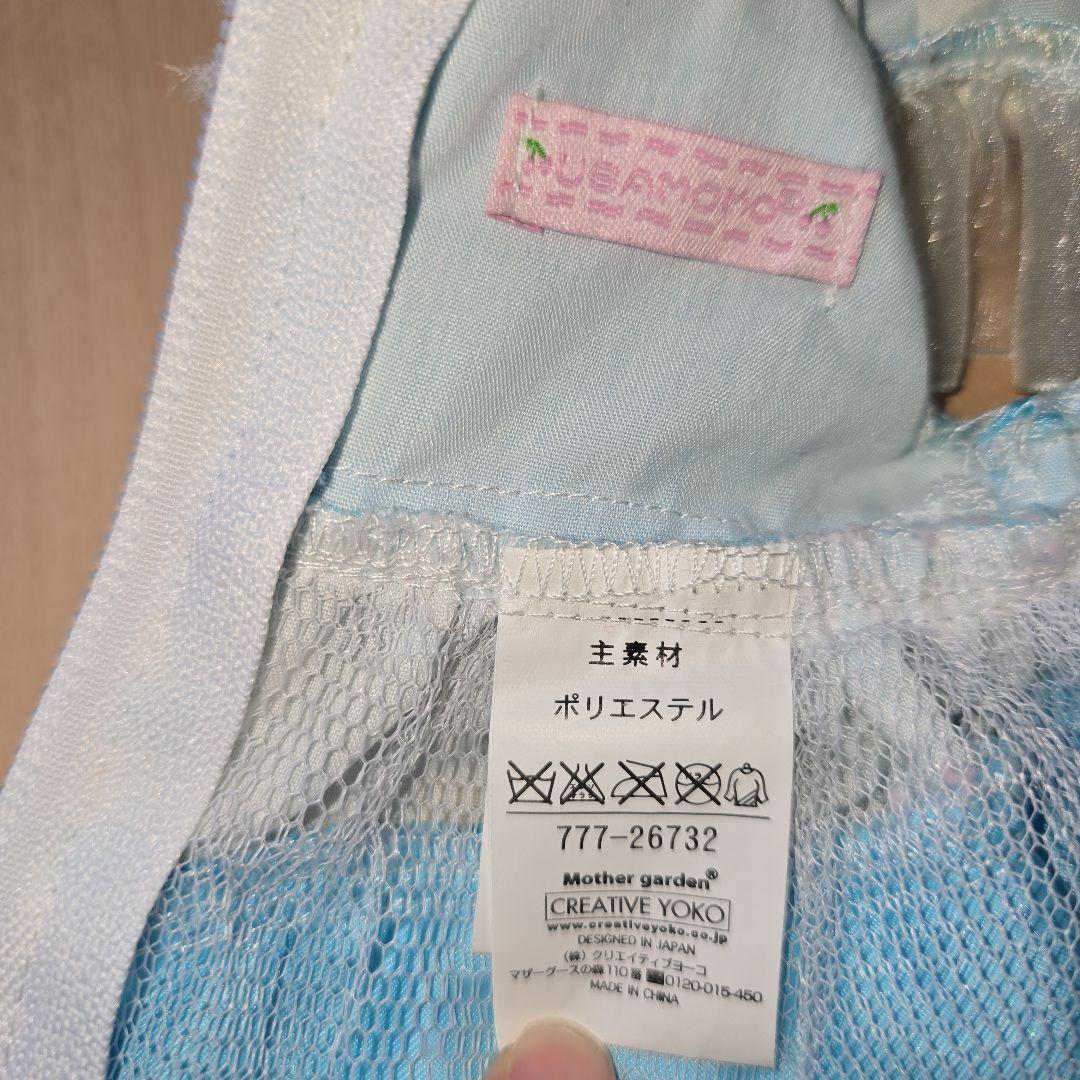 USAMOMO
主素材
ポリエステル
777-26732
Mother garden®
CREATIVE YOKO
www.creativeyoko.co.jp
DESIGNED IN JAPAN
(株) クリエイティブヨーコ
マザーグースの森110番 0120-015-450
MADE IN CHINA